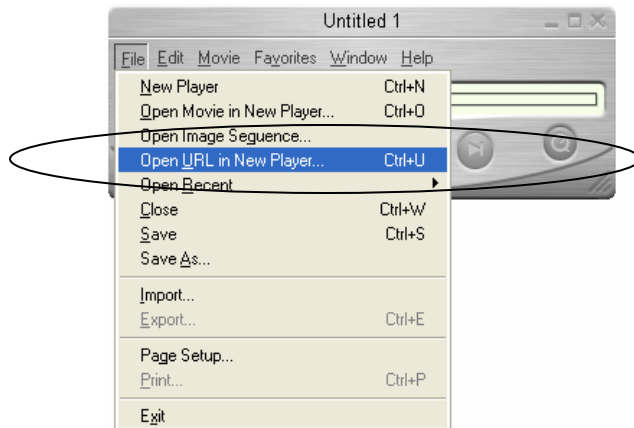 Untitled 1
File Edit Movie Favorites Window Help
New Player Ctrl+N
Open Movie in New Player... Ctrl+O
Open Image Sequence...
Open URL in New Player... Ctrl+U
Open Recent
Close Ctrl+W
Save Ctrl+S
Save As...
Import...
Export... Ctrl+E
Page Setup...
Print... Ctrl+P
Exit